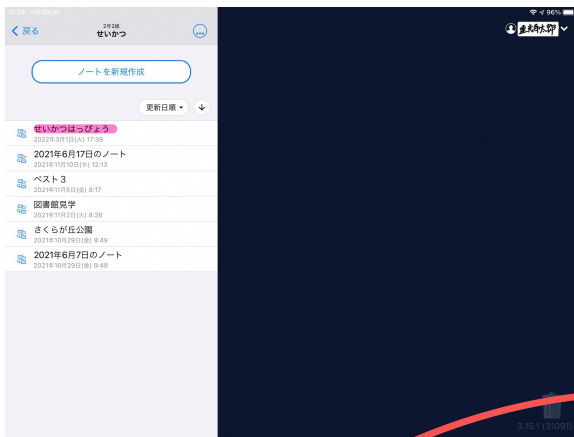 17:39 3月1日(火)
96%
戻る
2年2組
せいかつ
ノートを新規作成
更新日順
せいかつはっぴょう
2022年3月1日(火) 17:38
2021年6月17日のノート
2021年11月10日(水) 12:13
ベスト3
2021年11月5日(金) 8:17
図書館見学
2021年11月2日(火) 8:26
さくらが丘公園
2021年10月29日(金) 9:49
2021年6月7日のノート
2021年10月29日(金) 9:49
3.15.1 (31091)